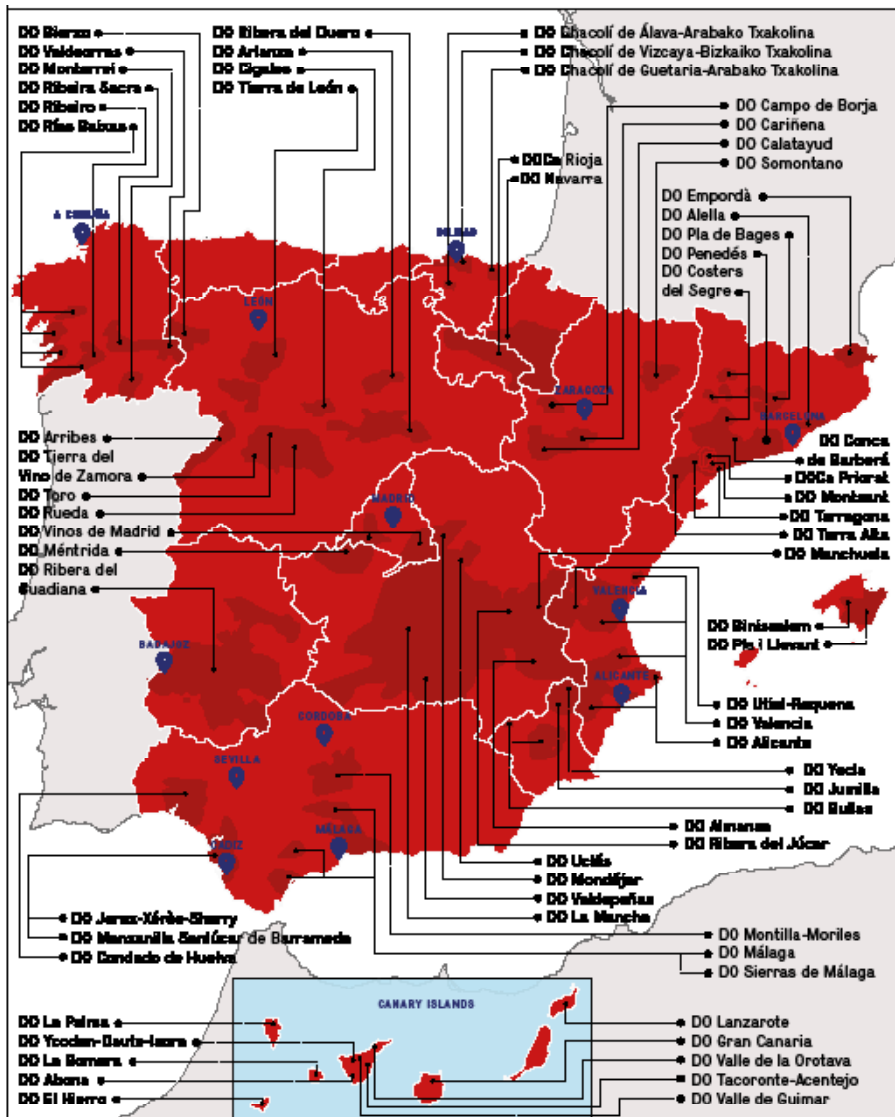 DO Bierzo
DO Valdeorras
DO Monterrei
DO Ribeira Sacra
DO Ribeiro
DO Rías Baixas
DO Ribera del Duero
DO Arlanza
DO Cigales
DO Tierra de León
DO Chacolí de Álava-Arabako Txakolina
DO Chacolí de Vizcaya-Bizkaiko Txakolina
DO Chacolí de Guetaria-Arabako Txakolina
DOCa Rioja
DO Navarra
DO Campo de Borja
DO Cariñena
DO Calatayud
DO Somontano
DO Empordà
DO Alella
DO Pla de Bages
DO Penedés
DO Costers
del Segre
A CORUÑA
BILBAO
LEÓN
ZARAGOZA
BARCELONA
MADRID
VALENCIA
BADAJOZ
ALICANTE
CORDOBA
SEVILLA
CADIZ
MÁLAGA
DO Arribes
DO Tierra del
Vino de Zamora
DO Toro
DO Rueda
DO Vinos de Madrid
DO Méntrida
DO Ribera del
Guadiana
DO Conca
de Barberá
DOCa Priorat
DO Montsant
DO Tarragona
DO Terra Alta
DO Manchuela
DO Binissalem
DO Pla i Llevant
DO Utiel-Requena
DO Valencia
DO Alicante
DO Yecla
DO Jumilla
DO Bullas
DO Almansa
DO Ribera del Júcar
DO Uclés
DO Mondéjar
DO Valdepeñas
DO La Mancha
DO Jerez-Xérès-Sherry
DO Manzanilla Sanlúcar de Barrameda
DO Condado de Huelva
DO Montilla-Moriles
DO Málaga
DO Sierras de Málaga
CANARY ISLANDS
DO La Palma
DO Ycoden-Daute-Isora
DO La Gomera
DO Abona
DO El Hierro
DO Lanzarote
DO Gran Canaria
DO Valle de la Orotava
DO Tacoronte-Acentejo
DO Valle de Guimar